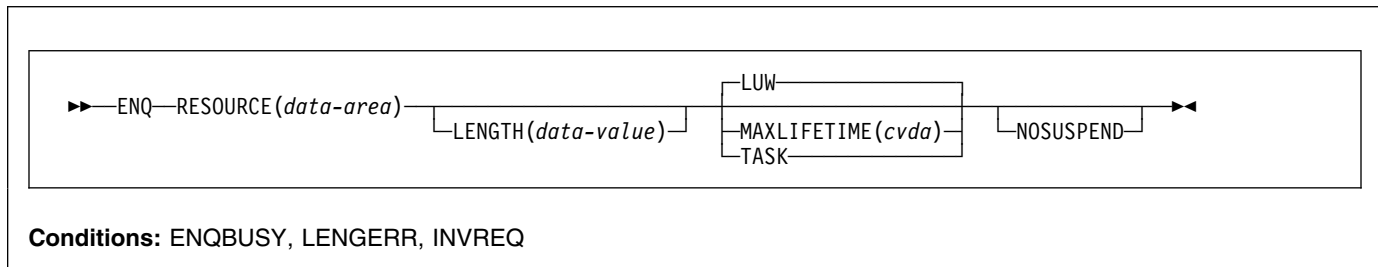 LUW
▶▶──ENQ──RESOURCE(data-area) ▶◀
LENGTH(data-value) MAXLIFETIME(cvda) NOSUSPEND
TASK
Conditions: ENQBUSY, LENGERR, INVREQ